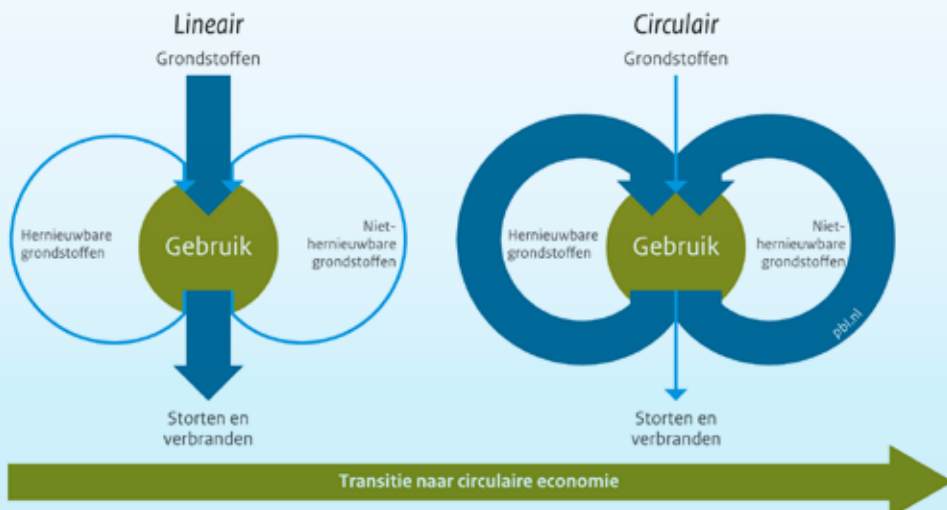 Lineair
Grondstoffen
Hernieuwbare
grondstoffen
Gebruik
Niet-
hernieuwbare
grondstoffen
Storten en
verbranden
Circulair
Grondstoffen
Hernieuwbare
grondstoffen
Gebruik
Niet-
hernieuwbare
grondstoffen
pbl.nl
Storten en
verbranden
Transitie naar circulaire economie